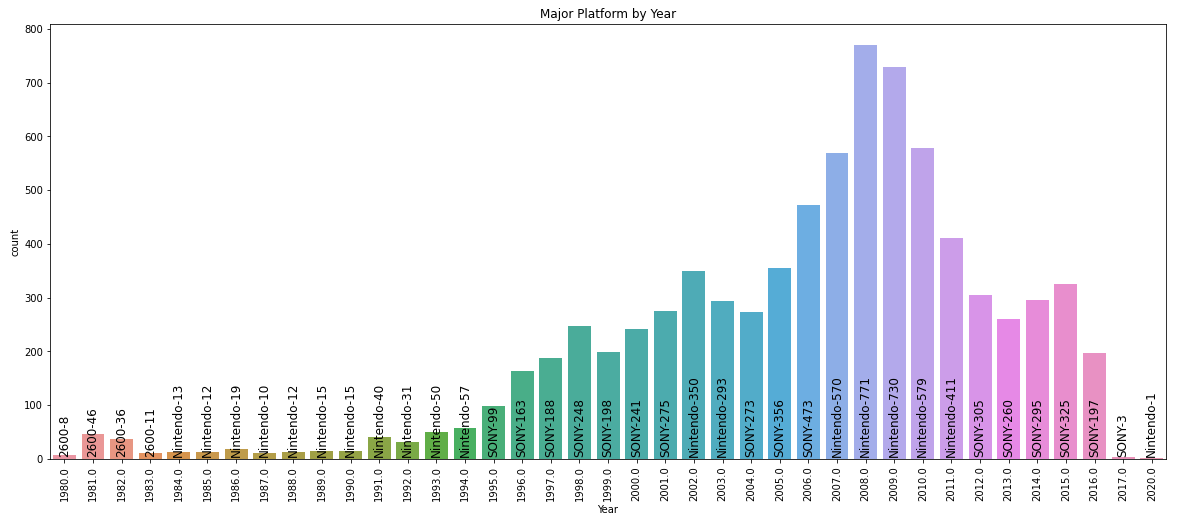 Major Platform by Year
count
800
700
600
500
400
300
200
100
0
2600-8
2600-46
2600-36
2600-11
Nintendo-13
Nintendo-12
Nintendo-19
Nintendo-10
Nintendo-12
Nintendo-15
Nintendo-15
Nintendo-40
Nintendo-31
Nintendo-50
Nintendo-57
SONY-99
SONY-163
SONY-188
SONY-248
SONY-198
SONY-241
SONY-275
Nintendo-350
Nintendo-293
SONY-273
SONY-356
SONY-473
Nintendo-570
Nintendo-771
Nintendo-730
Nintendo-579
Nintendo-411
SONY-305
SONY-260
SONY-295
SONY-325
SONY-197
SONY-3
Nintendo-1
1980.0
1981.0
1982.0
1983.0
1984.0
1985.0
1986.0
1987.0
1988.0
1989.0
1990.0
1991.0
1992.0
1993.0
1994.0
1995.0
1996.0
1997.0
1998.0
1999.0
2000.0
2001.0
2002.0
2003.0
2004.0
2005.0
2006.0
2007.0
2008.0
2009.0
2010.0
2011.0
2012.0
2013.0
2014.0
2015.0
2016.0
2017.0
2020.0
Year